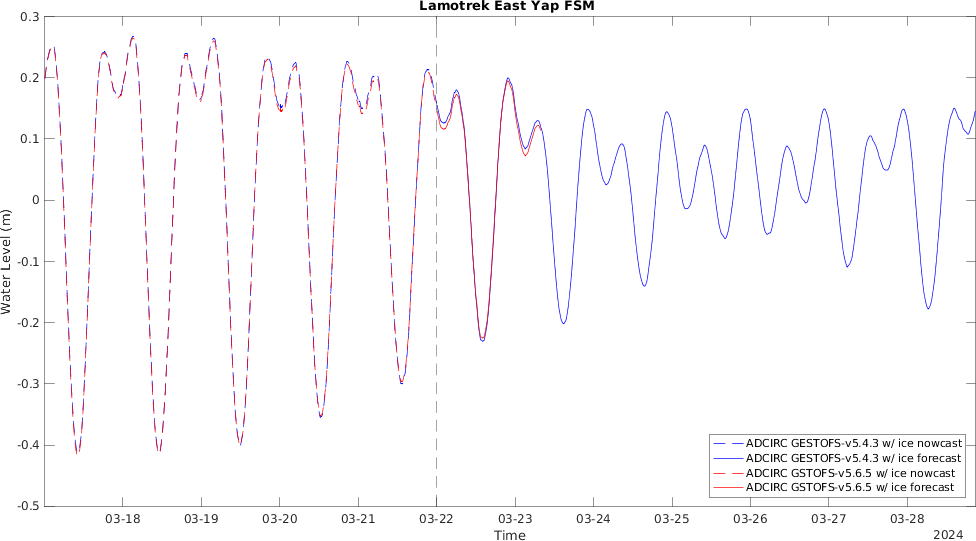 Lamotrek East Yap FSM
0.3
0.2
0.1
0
-0.1
-0.2
-0.3
-0.4
-0.5
Water Level (m)
ADCIRC GESTOFS-v5.4.3 w/ ice nowcast
ADCIRC GESTOFS-v5.4.3 w/ ice forecast
ADCIRC GSTOFS-v5.6.5 w/ ice nowcast
ADCIRC GSTOFS-v5.6.5 w/ ice forecast
03-18 03-19 03-20 03-21 03-22 03-23 03-24 03-25 03-26 03-27 03-28
Time
2024